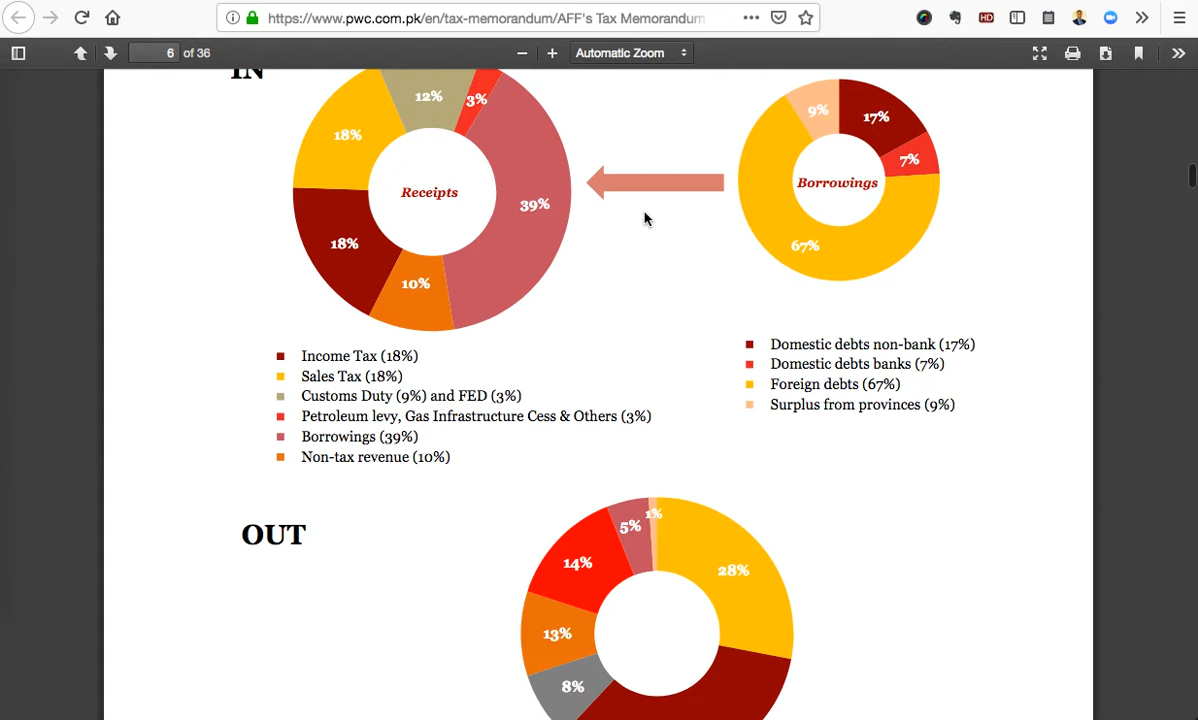 https://www.pwc.com.pk/en/tax-memorandum/AFF's Tax Memorandum
HD
6 of 36
Automatic Zoom
IN
12%
3%
18%
39%
18%
10%
Receipts
9%
17%
7%
67%
Borrowings
Income Tax (18%)
Sales Tax (18%)
Customs Duty (9%) and FED (3%)
Petroleum levy, Gas Infrastructure Cess & Others (3%)
Borrowings (39%)
Non-tax revenue (10%)
Domestic debts non-bank (17%)
Domestic debts banks (7%)
Foreign debts (67%)
Surplus from provinces (9%)
OUT
5%
1%
14%
28%
13%
8%